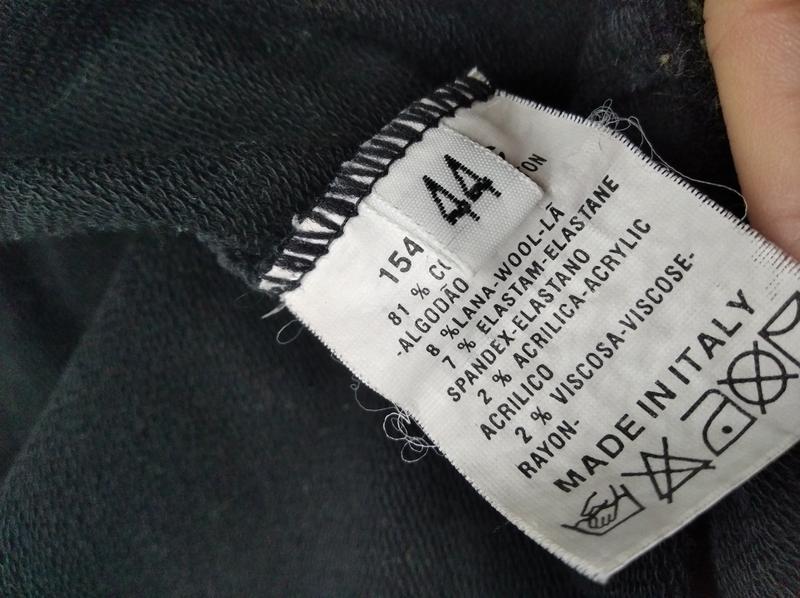 44
154
81 % CO
-ALGODÃO
8 %LANA-WOOL-LÃ
7 % ELASTAM-ELASTANE
SPANDEX-ELASTANO
2 % ACRILICA-ACRYLIC
ACRILICO
2 % VISCOSA-VISCOSE-
RAYON-
MADE IN ITALY